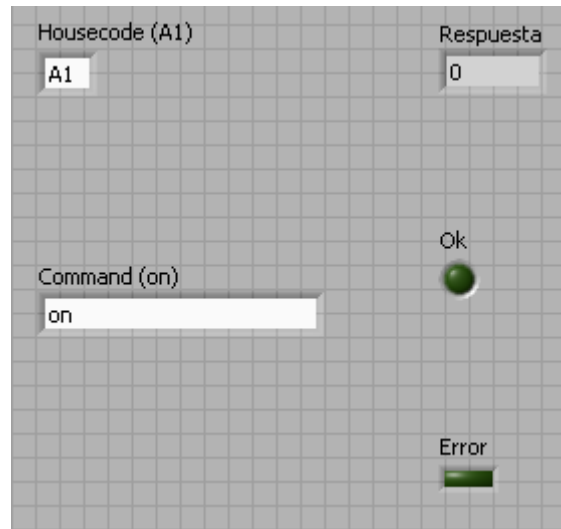 Housecode (A1)
A1
Respuesta
0
Ok
Command (on)
on
Error